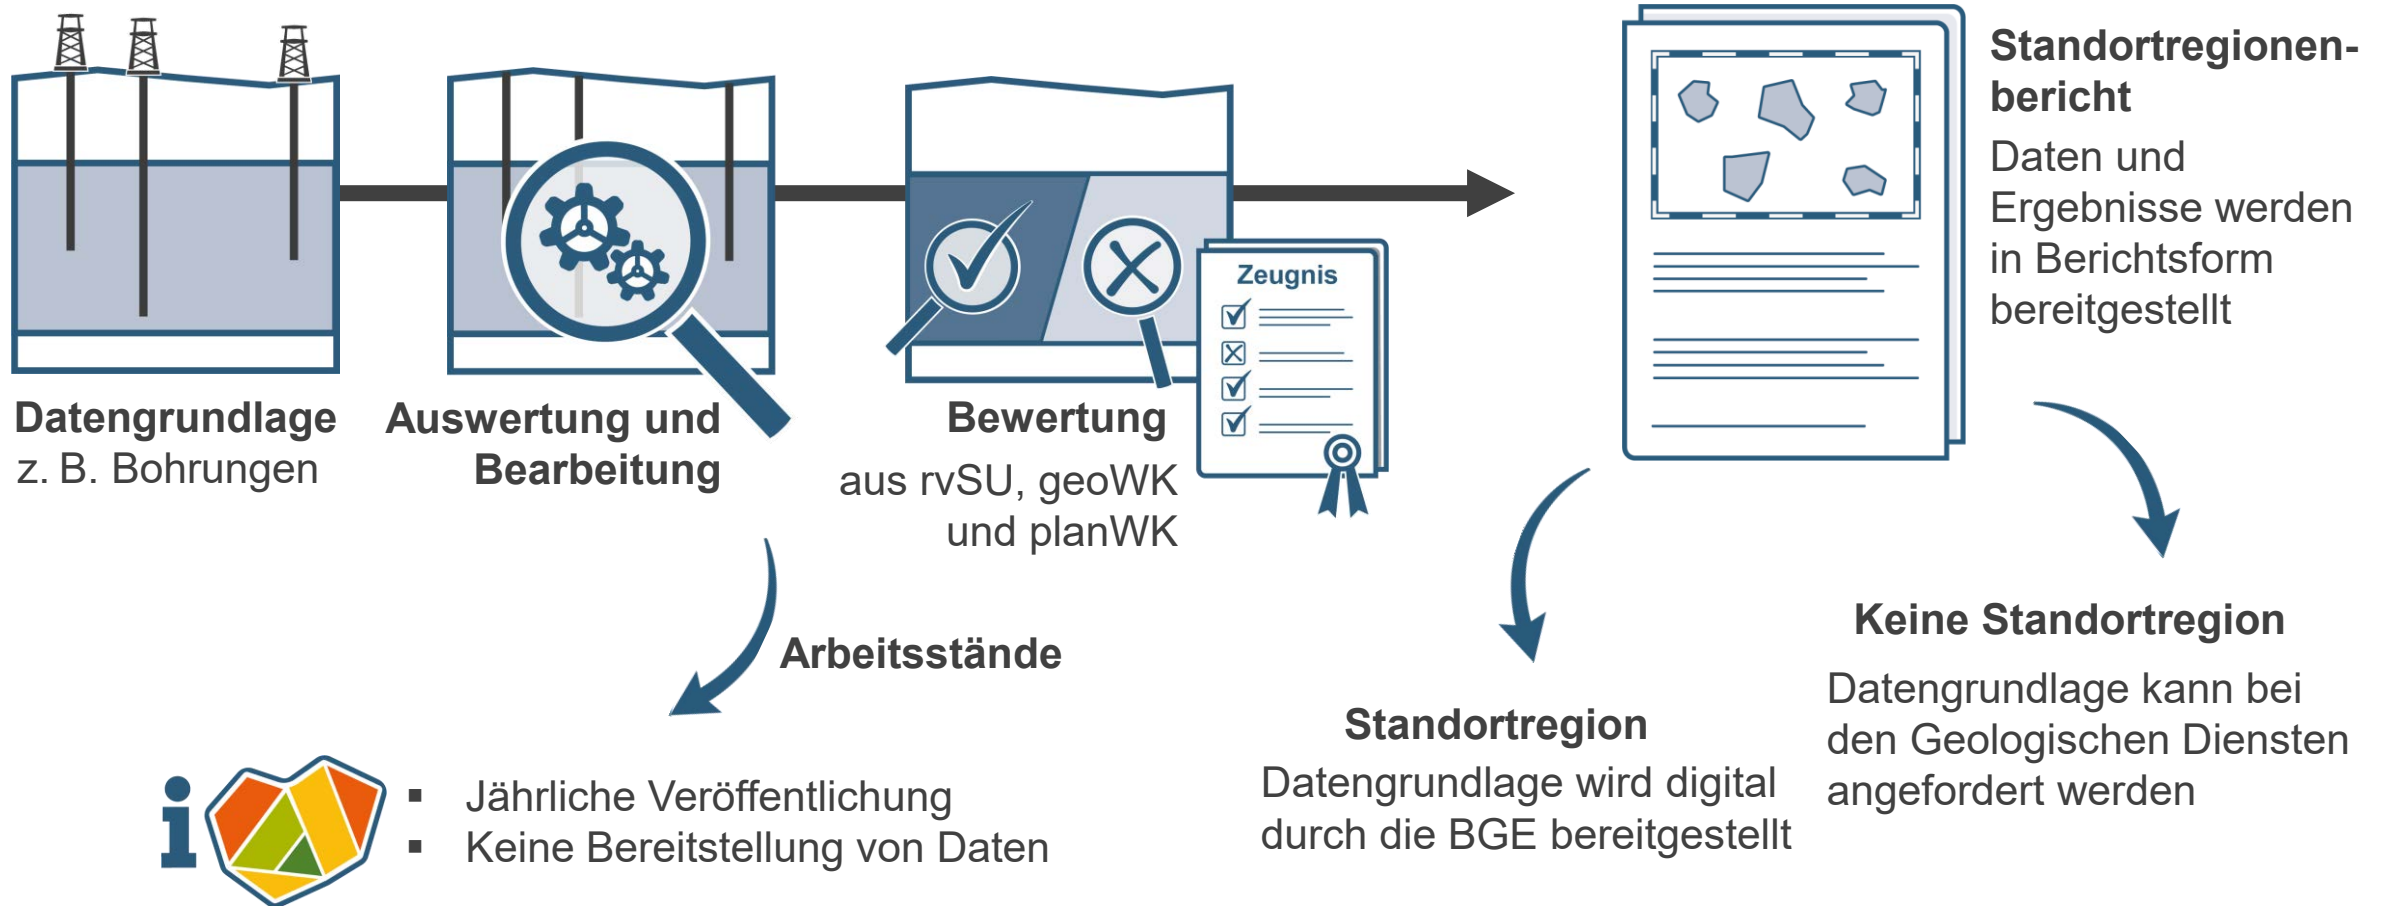 Datengrundlage
z. B. Bohrungen
Auswertung und
Bearbeitung
Bewertung
aus rvSU, geoWK
und planWK
Zeugnis
Standortregionen-
bericht
Daten und
Ergebnisse werden
in Berichtsform
bereitgestellt
Arbeitsstände
▪ Jährliche Veröffentlichung
▪ Keine Bereitstellung von Daten
Standortregion
Datengrundlage wird digital
durch die BGE bereitgestellt
Keine Standortregion
Datengrundlage kann bei
den Geologischen Diensten
angefordert werden